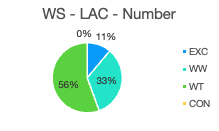 WS - LAC - Number
0%
11%
33%
56%
EXC
WW
WT
CON